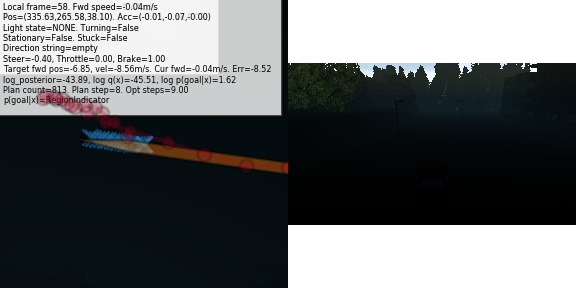 Local frame=58. Fwd speed=-0.04m/s
Pos=(335.63,265.58,38.10). Acc=(-0.01,-0.07,-0.00)
Light state=NONE. Turning=False
Stationary=False. Stuck=False
Direction string=empty
Steer=-0.40, Throttle=0.00, Brake=1.00
Target fwd pos=-6.85, vel=-8.56m/s. Cur fwd=-0.04m/s. Err=-8.52
log_posterior=-43.89, log q(x)=-45.51, log p(goal|x)=1.62
Plan count=813. Plan step=8. Opt steps=9.00
p(goal|x)=RegionIndicator